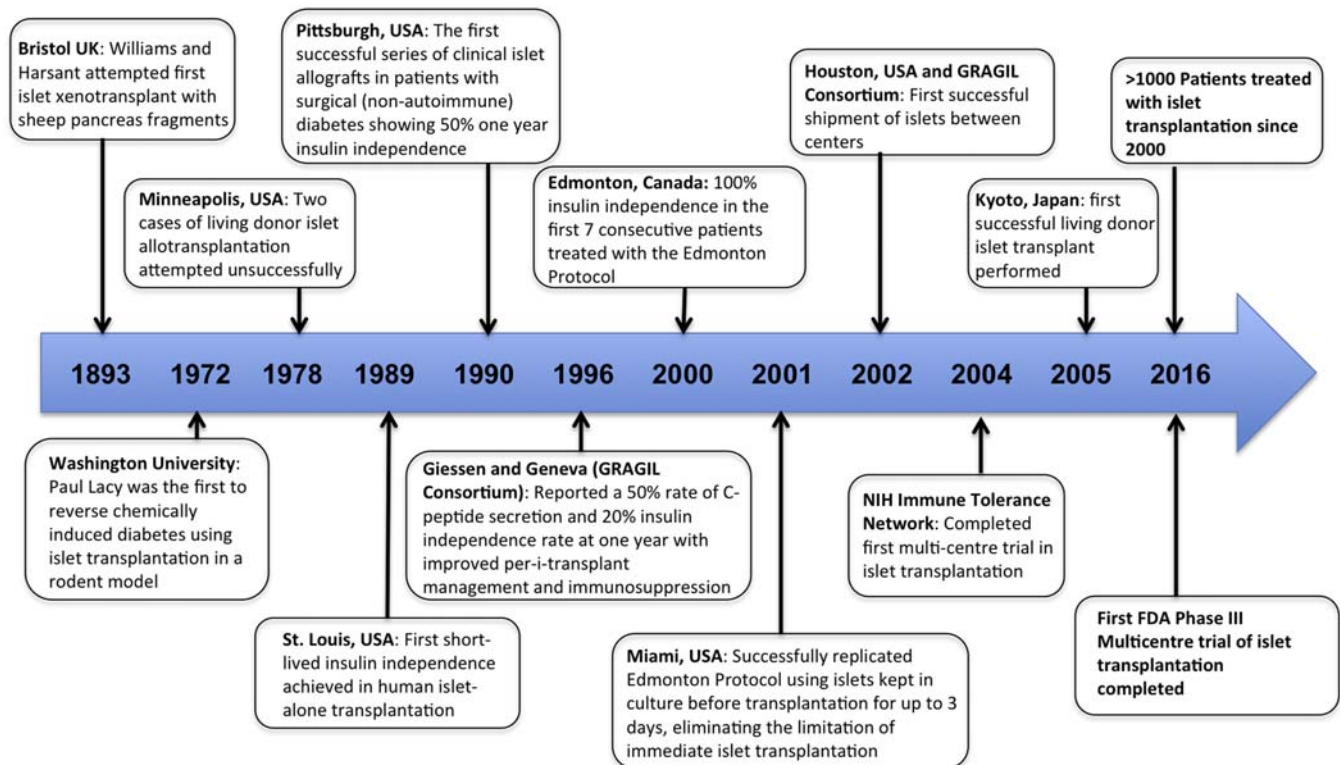 Bristol UK: Williams and
Harsant attempted first
islet xenotransplant with
sheep pancreas fragments
Pittsburgh, USA: The first
successful series of clinical islet
allografts in patients with
surgical (non-autoimmune)
diabetes showing 50% one year
insulin independence
Houston, USA and GRAGIL
Consortium: First successful
shipment of islets between
centers
>1000 Patients treated
with islet
transplantation since
2000
Minneapolis, USA: Two
cases of living donor islet
allotransplantation
attempted unsuccessfully
Edmonton, Canada: 100%
insulin independence in the
first 7 consecutive patients
treated with the Edmonton
Protocol
Kyoto, Japan: first
successful living donor
islet transplant
performed
1893 1972 1978 1989 1990 1996 2000 2001 2002 2004 2005 2016
Washington University:
Paul Lacy was the first to
reverse chemically
induced diabetes using
islet transplantation in a
rodent model
Giessen and Geneva (GRAGIL
Consortium): Reported a 50% rate of C-
peptide secretion and 20% insulin
independence rate at one year with
improved per-i-transplant
management and immunosuppression
NIH Immune Tolerance
Network: Completed
first multi-centre trial in
islet transplantation
St. Louis, USA: First short-
lived insulin independence
achieved in human islet-
alone transplantation
Miami, USA: Successfully replicated
Edmonton Protocol using islets kept in
culture before transplantation for up to 3
days, eliminating the limitation of
immediate islet transplantation
First FDA Phase III
Multicentre trial of islet
transplantation
completed